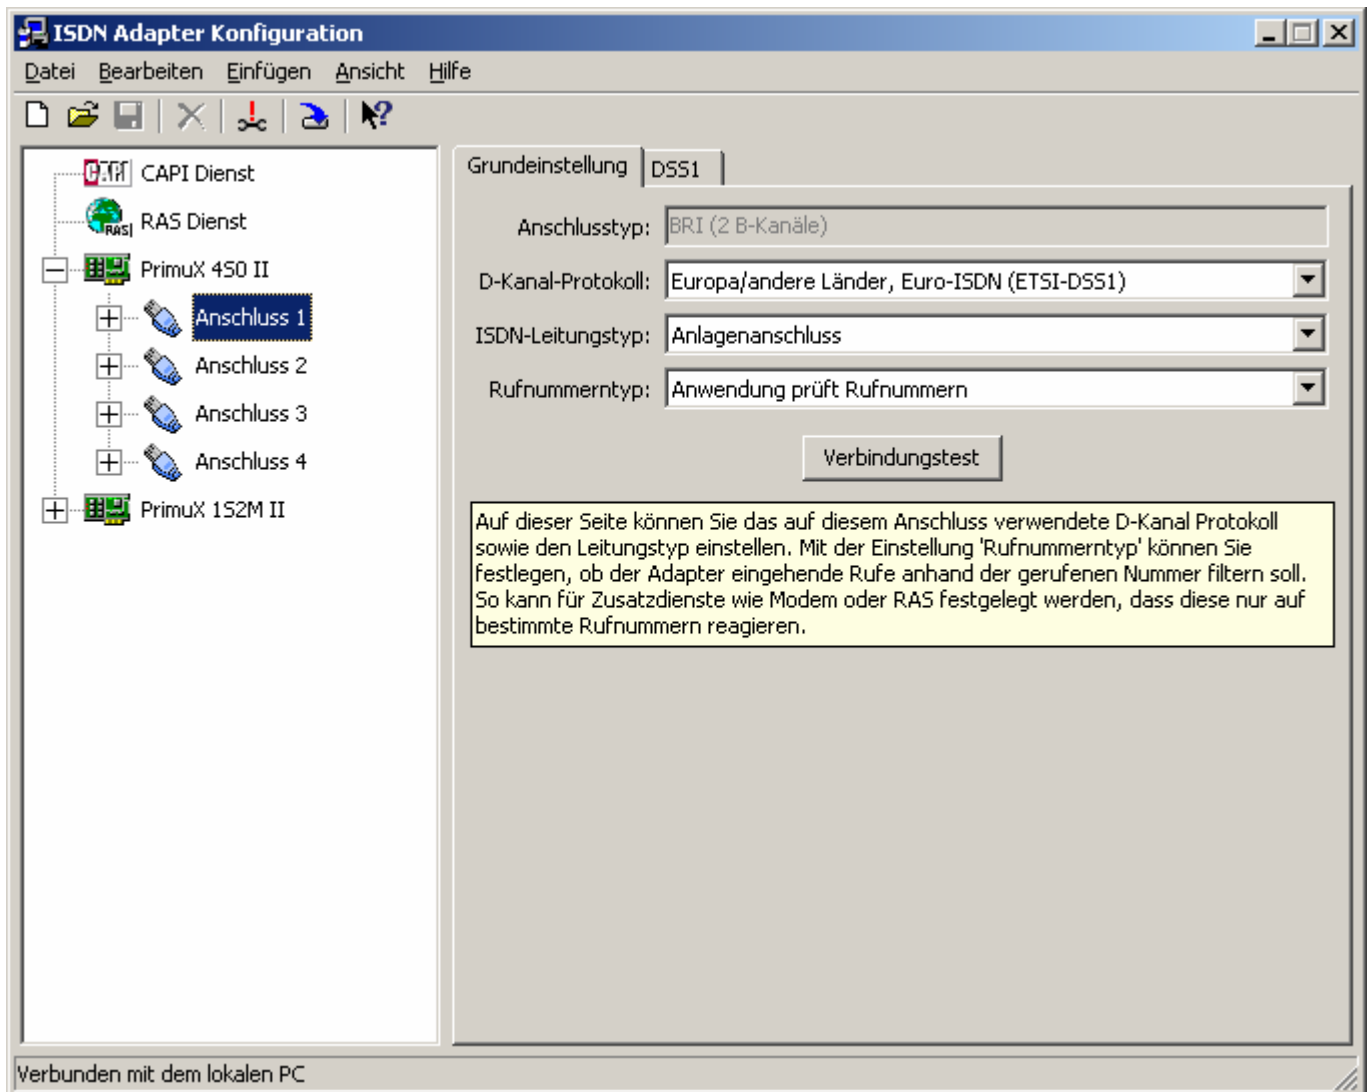 ISDN Adapter Konfiguration
Datei Bearbeiten Einfügen Ansicht Hilfe
CAPI CAPI Dienst
RAS RAS Dienst
PrimuX 4S0 II
Anschluss 1
Anschluss 2
Anschluss 3
Anschluss 4
PrimuX 1S2M II
Grundeinstellung DSS1
Anschlusstyp: BRI (2 B-Kanäle)
D-Kanal-Protokoll: Europa/andere Länder, Euro-ISDN (ETSI-DSS1)
ISDN-Leitungstyp: Anlagenanschluss
Rufnummerntyp: Anwendung prüft Rufnummern
Verbindungstest
Auf dieser Seite können Sie das auf diesem Anschluss verwendete D-Kanal Protokoll
sowie den Leitungstyp einstellen. Mit der Einstellung 'Rufnummerntyp' können Sie
festlegen, ob der Adapter eingehende Rufe anhand der gerufenen Nummer filtern soll.
So kann für Zusatzdienste wie Modem oder RAS festgelegt werden, dass diese nur auf
bestimmte Rufnummern reagieren.
Verbunden mit dem lokalen PC